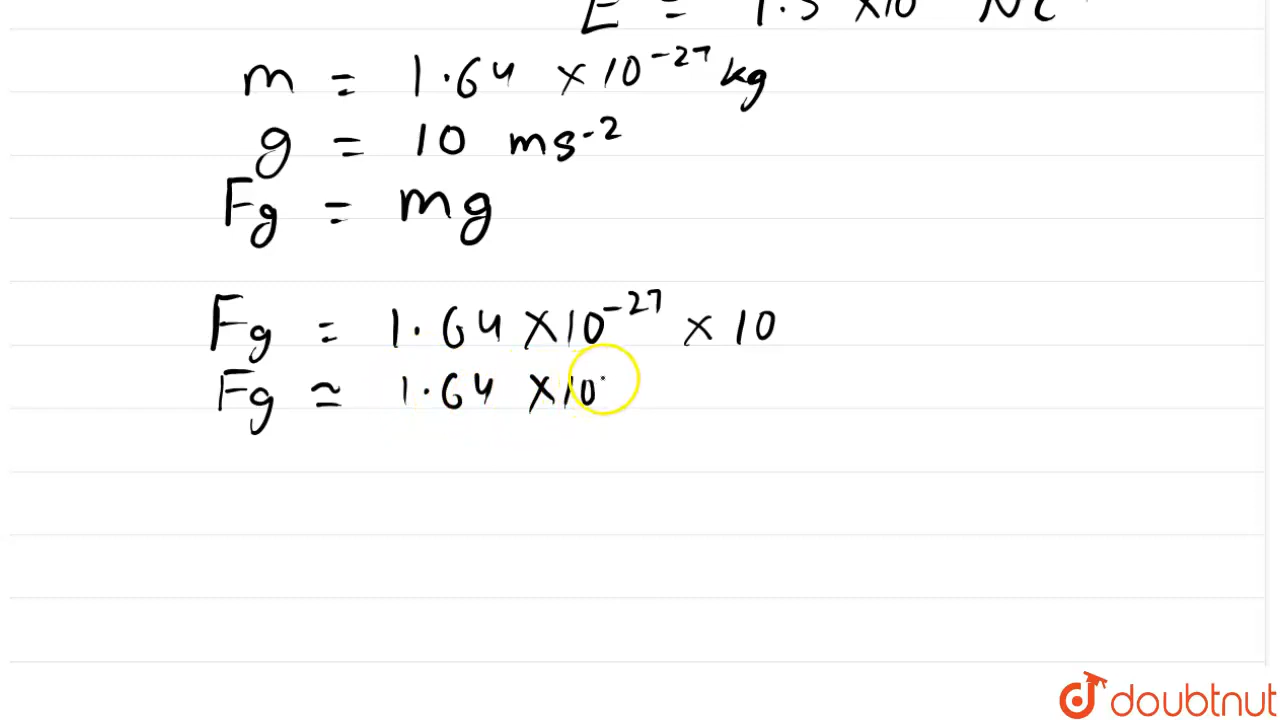 m = 1.64 × 10⁻²⁷ kg
g = 10 ms⁻²
Fg = mg
Fg = 1.64 × 10⁻²⁷ × 10
Fg ≃ 1.64 × 10
doubtnut